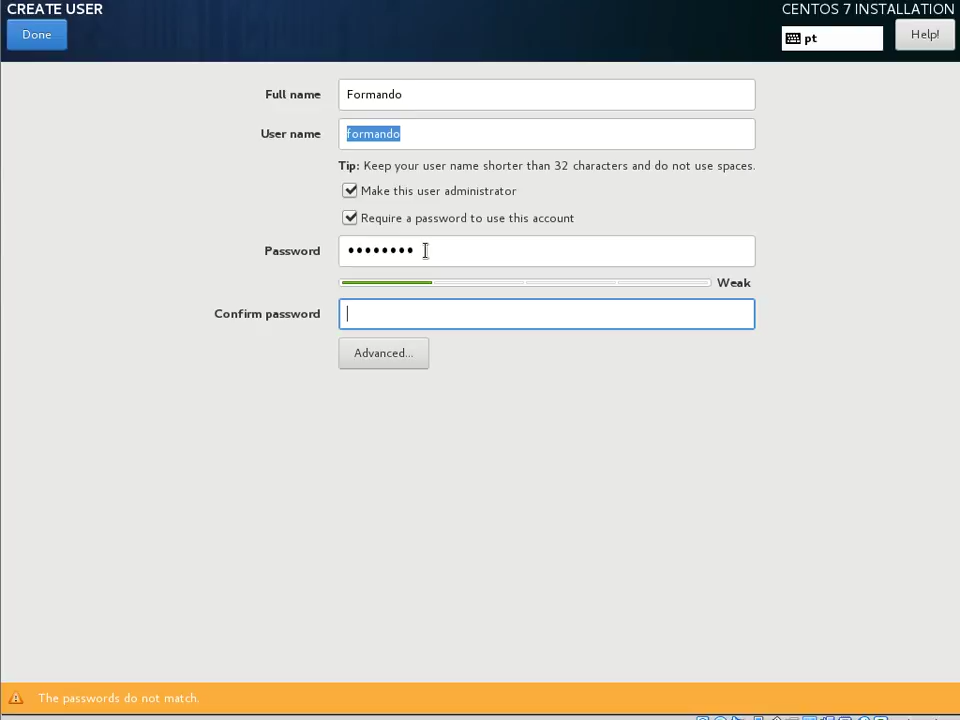 CREATE USER
CENTOS 7 INSTALLATION
Done
pt
Help!
Full name
Formando
User name
formando
Tip: Keep your user name shorter than 32 characters and do not use spaces.
Make this user administrator
Require a password to use this account
Password
••••••••
Weak
Confirm password
Advanced...
The passwords do not match.